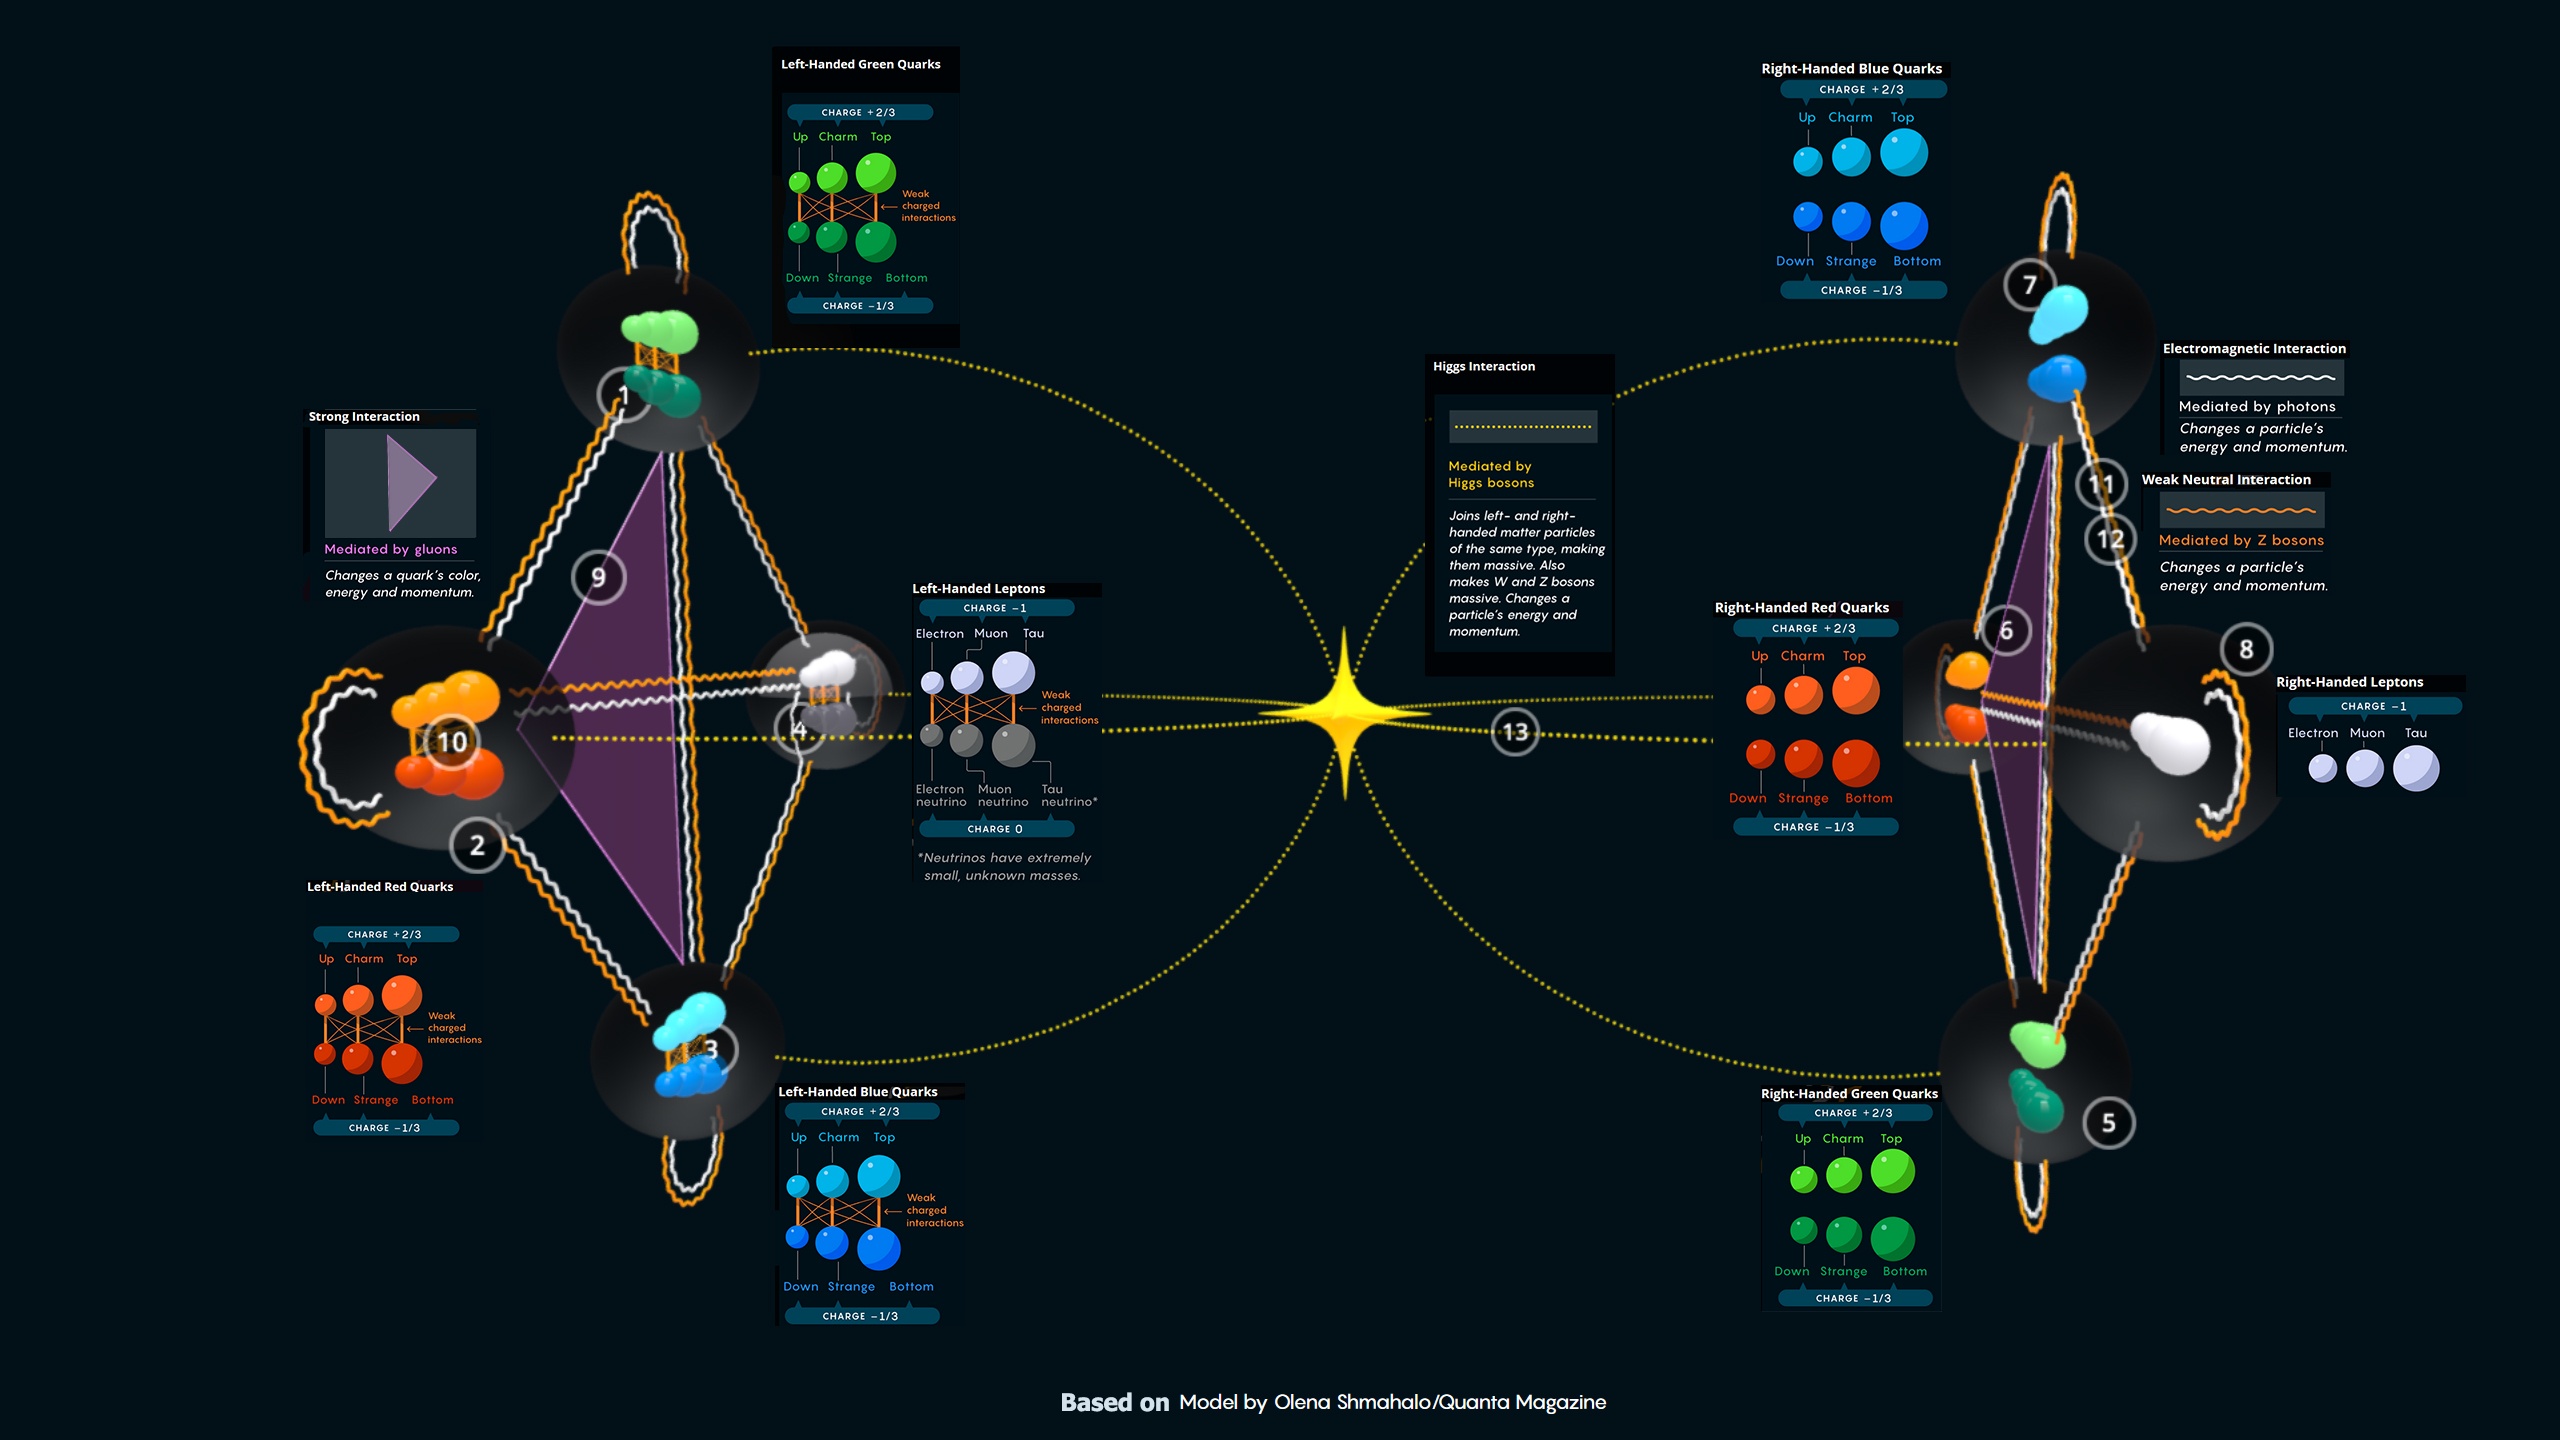 Left-Handed Green Quarks
CHARGE +2/3
Up Charm Top
Weak
charged
interactions
Down Strange Bottom
CHARGE -1/3
Right-Handed Blue Quarks
CHARGE +2/3
Up Charm Top
Down Strange Bottom
CHARGE -1/3
7
Electromagnetic Interaction
Mediated by photons
Changes a particle's
energy and momentum.
Higgs Interaction
Mediated by
Higgs bosons
Joins left- and right-
handed matter particles
of the same type, making
them massive. Also
makes W and Z bosons
massive. Changes a
particle's energy and
momentum.
1
Strong Interaction
Mediated by gluons
Changes a quark's color,
energy and momentum.
11
Weak Neutral Interaction
Mediated by Z bosons
Changes a particle's
energy and momentum.
12
9
Left-Handed Leptons
CHARGE -1
Electron Muon Tau
Weak
charged
interactions
Electron
neutrino
Muon
neutrino
Tau
neutrino*
CHARGE 0
*Neutrinos have extremely
small, unknown masses.
Right-Handed Red Quarks
CHARGE +2/3
Up Charm Top
Down Strange Bottom
CHARGE -1/3
6
8
Right-Handed Leptons
CHARGE -1
Electron Muon Tau
10
4
13
2
Left-Handed Red Quarks
CHARGE +2/3
Up Charm Top
Weak
charged
interactions
Down Strange Bottom
CHARGE -1/3
3
Left-Handed Blue Quarks
CHARGE +2/3
Up Charm Top
Weak
charged
interactions
Down Strange Bottom
CHARGE -1/3
Right-Handed Green Quarks
CHARGE +2/3
Up Charm Top
Down Strange Bottom
CHARGE -1/3
5
Based on Model by Olena Shmahalo/Quanta Magazine